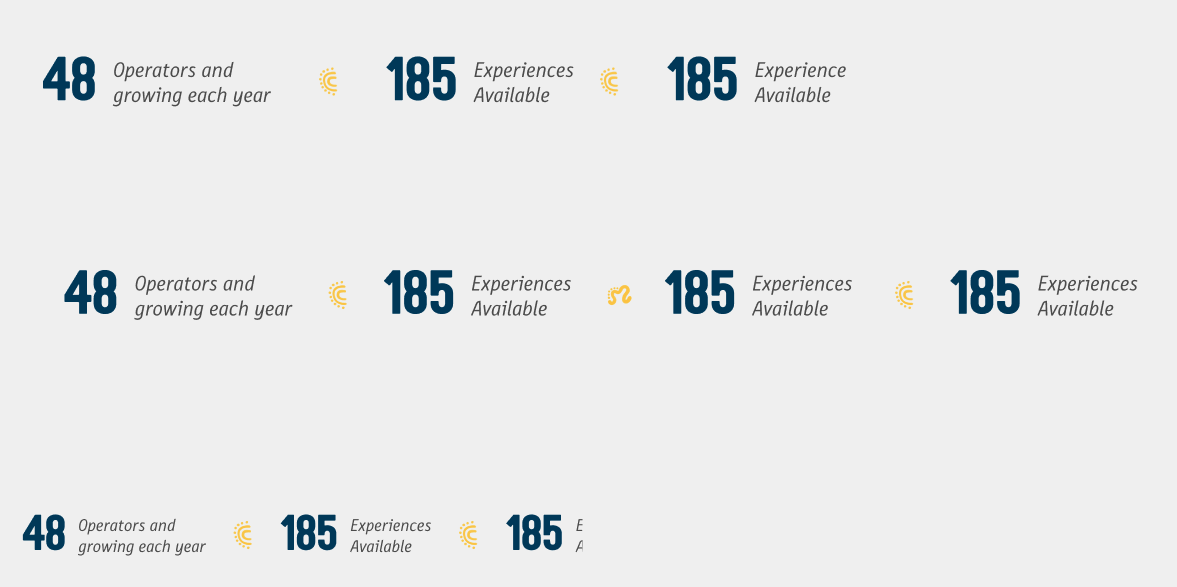 48 Operators and growing each year 185 Experiences Available 185 Experience Available
48 Operators and growing each year 185 Experiences Available 185 Experiences Available 185 Experiences Available
48 Operators and growing each year 185 Experiences Available 185